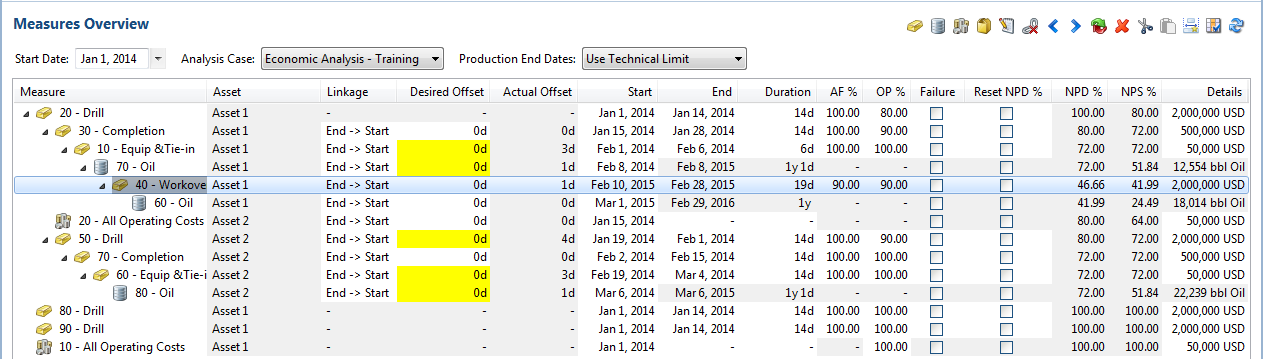 Measures Overview
Start Date: Jan 1, 2014 Analysis Case: Economic Analysis - Training Production End Dates: Use Technical Limit
Measure Asset Linkage Desired Offset Actual Offset Start End Duration AF % OP % Failure Reset NPD % NPD % NPS % Details
20 - Drill Asset 1 - - - Jan 1, 2014 Jan 14, 2014 14d 100.00 80.00 100.00 80.00 2,000,000 USD
30 - Completion Asset 1 End -> Start 0d 0d Jan 15, 2014 Jan 28, 2014 14d 100.00 90.00 80.00 72.00 500,000 USD
10 - Equip &Tie-in Asset 1 End -> Start 0d 3d Feb 1, 2014 Feb 6, 2014 6d 100.00 100.00 72.00 72.00 50,000 USD
70 - Oil Asset 1 End -> Start 0d 1d Feb 8, 2014 Feb 8, 2015 1y 1d - - 72.00 51.84 12,554 bbl Oil
40 - Workove Asset 1 End -> Start 0d 1d Feb 10, 2015 Feb 28, 2015 19d 90.00 90.00 46.66 41.99 2,000,000 USD
60 - Oil Asset 1 End -> Start 0d 1d Mar 1, 2015 Feb 29, 2016 1y - - 41.99 24.49 18,014 bbl Oil
20 - All Operating Costs Asset 2 End -> Start 0d 0d Jan 15, 2014 - - - - 80.00 64.00 50,000 USD
50 - Drill Asset 2 End -> Start 0d 4d Jan 19, 2014 Feb 1, 2014 14d 100.00 90.00 80.00 72.00 2,000,000 USD
70 - Completion Asset 2 End -> Start 0d 0d Feb 2, 2014 Feb 15, 2014 14d 100.00 100.00 72.00 72.00 500,000 USD
60 - Equip &Tie-i Asset 2 End -> Start 0d 3d Feb 19, 2014 Mar 4, 2014 14d 100.00 100.00 72.00 72.00 50,000 USD
80 - Oil Asset 2 End -> Start 0d 1d Mar 6, 2014 Mar 6, 2015 1y 1d - - 72.00 51.84 22,239 bbl Oil
80 - Drill Asset 1 - - - Jan 1, 2014 Jan 14, 2014 14d 100.00 100.00 100.00 100.00 2,000,000 USD
90 - Drill Asset 1 - - - Jan 1, 2014 Jan 14, 2014 14d 100.00 100.00 100.00 100.00 2,000,000 USD
10 - All Operating Costs Asset 1 - - - Jan 1, 2014 - - - 100.00 100.00 100.00 50,000 USD